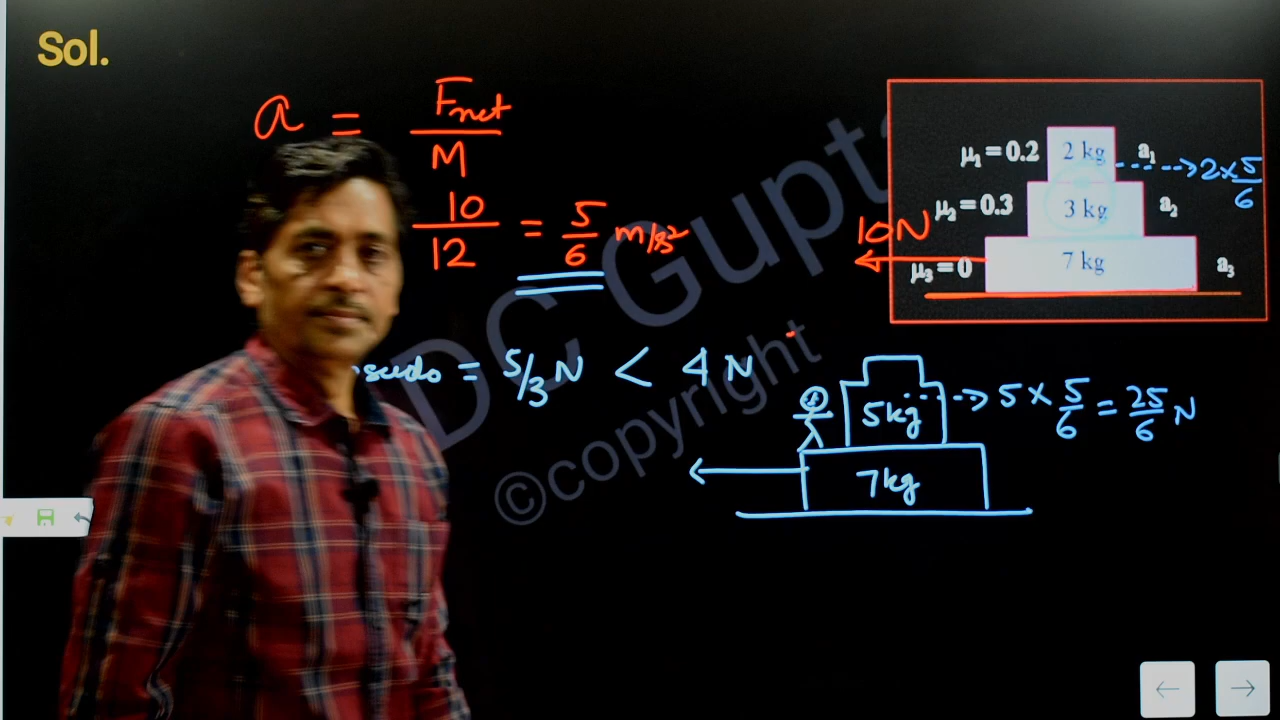 Sol.
a = Fnet / M
10 / 12 = 5/6 m/s²
sudo = 5/3 N < 4 N
μ₁ = 0.2 2 kg a₁ 2 × 5/6
μ₂ = 0.3 3 kg a₂
10N
μ₃ = 0 7 kg a₃
5kg 5 × 5/6 = 25/6 N
7kg
DC Gupta
©copyright